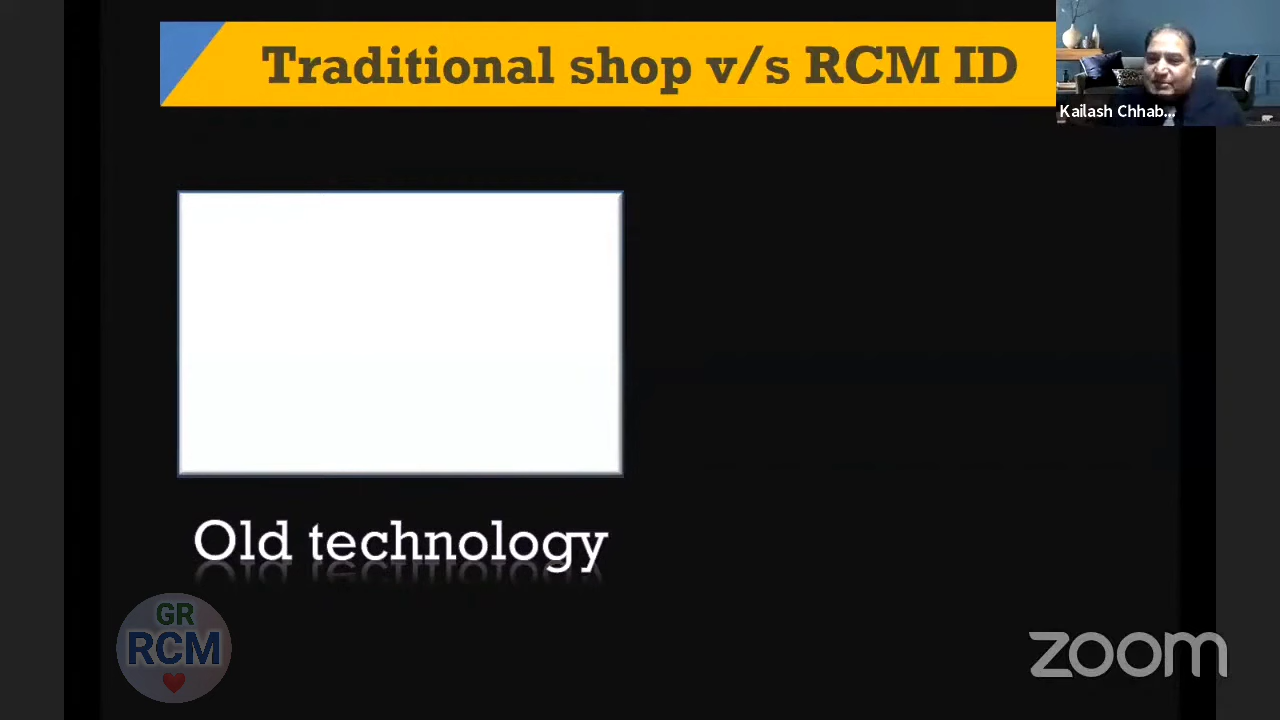 Traditional shop v/s RCM ID
Kailash Chhab...
Old technology
GR
RCM
zoom